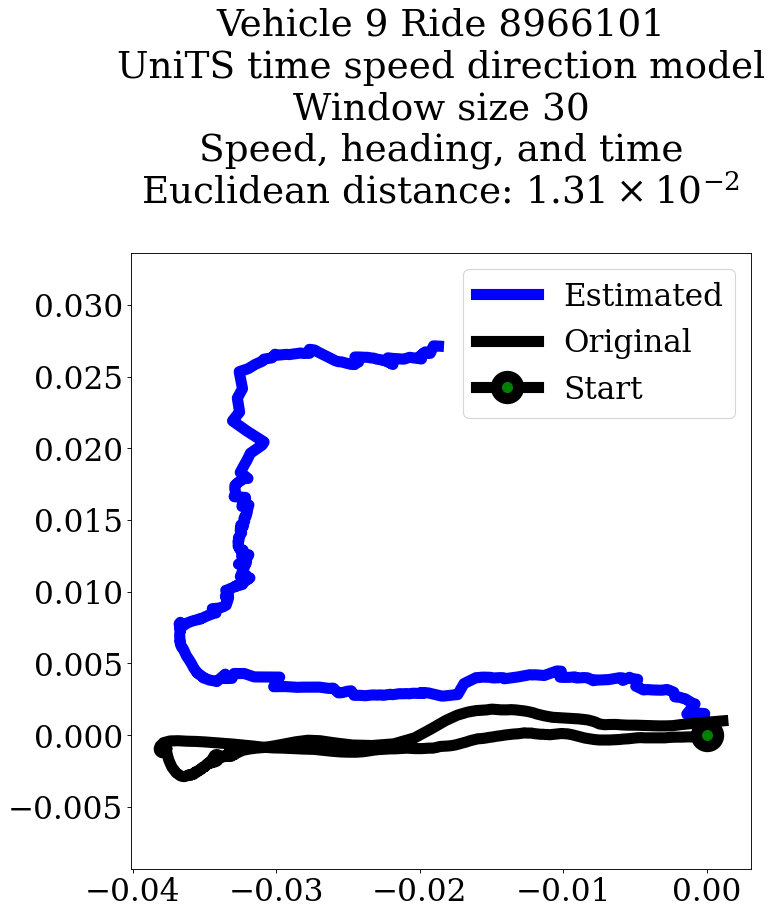 Vehicle 9 Ride 8966101
UniTS time speed direction model
Window size 30
Speed, heading, and time
Euclidean distance: 1.31 × 10⁻²
Estimated
Original
Start
0.030
0.025
0.020
0.015
0.010
0.005
0.000
−0.005
−0.04 −0.03 −0.02 −0.01 0.00